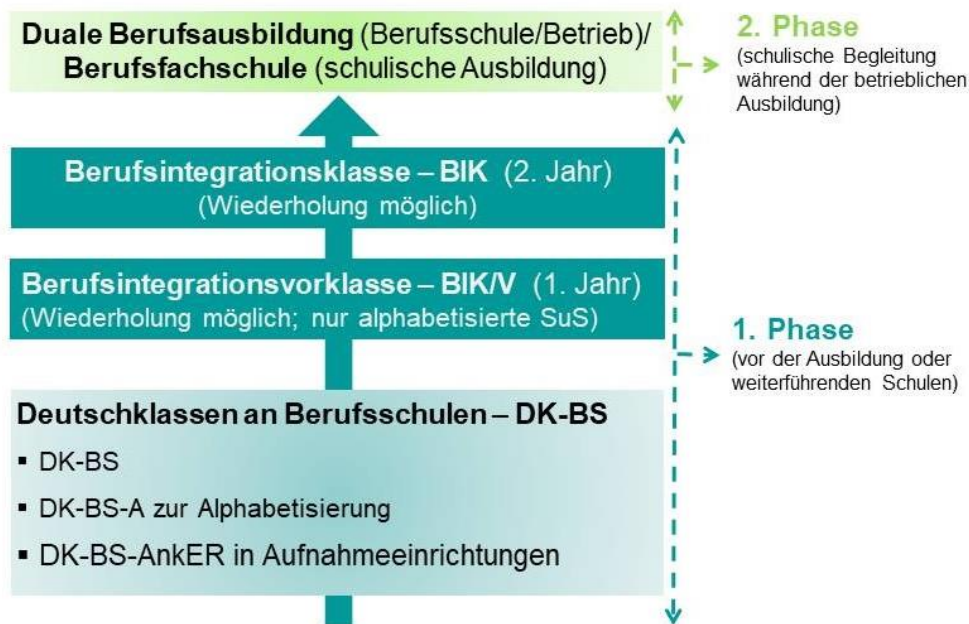 Duale Berufsausbildung (Berufsschule/Betrieb)/
Berufsfachschule (schulische Ausbildung)
2. Phase
(schulische Begleitung
während der betrieblichen
Ausbildung)
Berufsintegrationsklasse – BIK (2. Jahr)
(Wiederholung möglich)
Berufsintegrationsvorklasse – BIK/V (1. Jahr)
(Wiederholung möglich; nur alphabetisierte SuS)
1. Phase
(vor der Ausbildung oder
weiterführenden Schulen)
Deutschklassen an Berufsschulen – DK-BS
▪ DK-BS
▪ DK-BS-A zur Alphabetisierung
▪ DK-BS-AnkER in Aufnahmeeinrichtungen